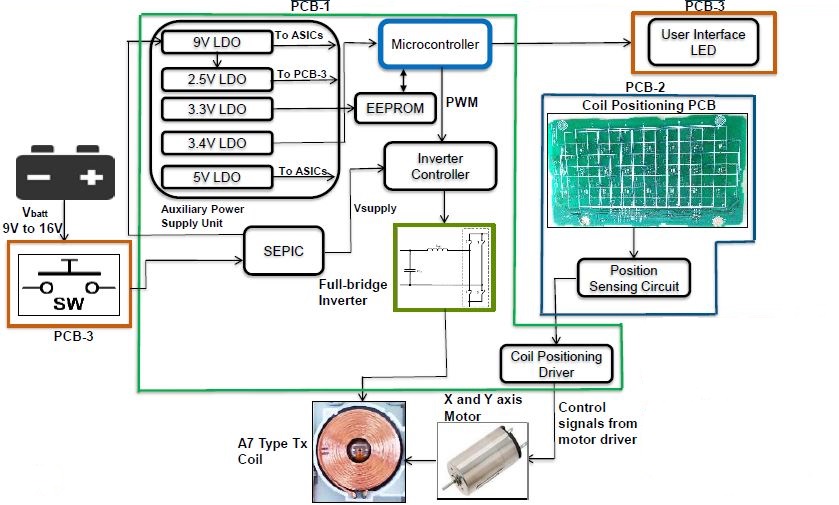 PCB-1
PCB-3
9V LDO
To ASICs
2.5V LDO
To PCB-3
3.3V LDO
3.4V LDO
5V LDO
To ASICs
Auxiliary Power
Supply Unit
Microcontroller
EEPROM
PWM
Inverter
Controller
Vsupply
User Interface
LED
PCB-2
Coil Positioning PCB
Position
Sensing Circuit
Vbatt
9V to 16V
SW
PCB-3
SEPIC
Full-bridge
Inverter
Coil Positioning
Driver
A7 Type Tx
Coil
X and Y axis
Motor
Control
signals from
motor driver